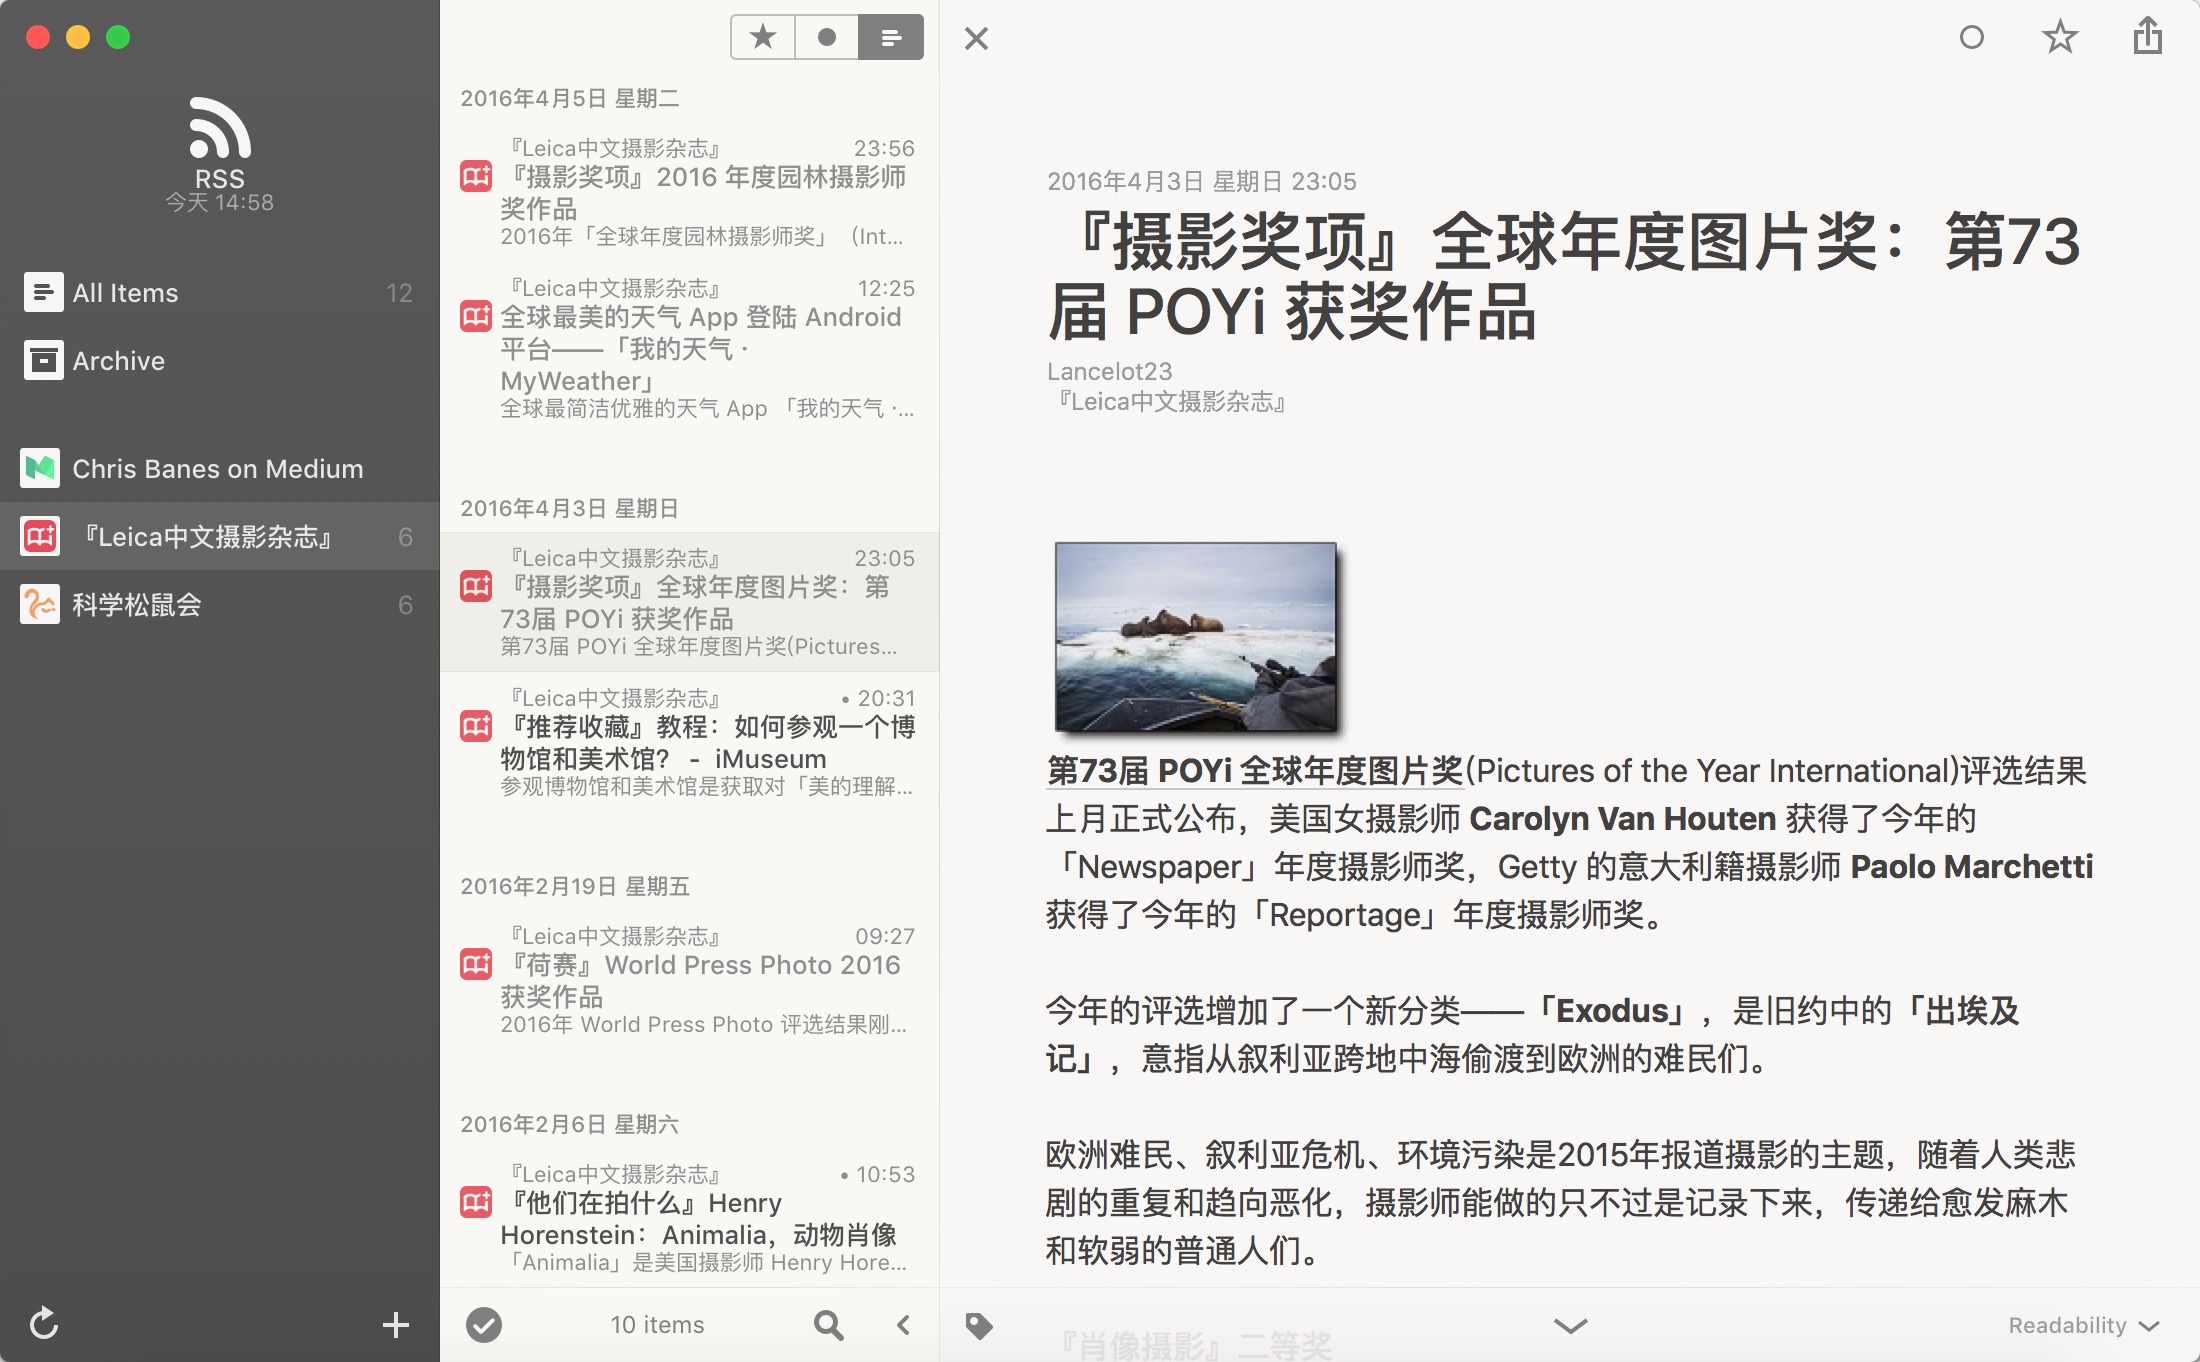 RSS
今天 14:58
All Items 12
Archive
Chris Banes on Medium
『Leica中文摄影杂志』 6
科学松鼠会 6
2016年4月5日 星期二
『Leica中文摄影杂志』 23:56
『摄影奖项』2016 年度园林摄影师
奖作品
2016年「全球年度园林摄影师奖」（Int...
『Leica中文摄影杂志』 12:25
全球最美的天气 App 登陆 Android
平台——「我的天气 ·
MyWeather」
全球最简洁优雅的天气 App 「我的天气 ·...
2016年4月3日 星期日
『Leica中文摄影杂志』 23:05
『摄影奖项』全球年度图片奖：第
73届 POYi 获奖作品
第73届 POYi 全球年度图片奖(Pictures...
『Leica中文摄影杂志』 • 20:31
『推荐收藏』教程：如何参观一个博
物馆和美术馆？ - iMuseum
参观博物馆和美术馆是获取对「美的理解...
2016年2月19日 星期五
『Leica中文摄影杂志』 09:27
『荷赛』World Press Photo 2016
获奖作品
2016年 World Press Photo 评选结果刚...
2016年2月6日 星期六
『Leica中文摄影杂志』 • 10:53
『他们在拍什么』Henry
Horenstein：Animalia，动物肖像
「Animalia」是美国摄影师 Henry Hore...
10 items
2016年4月3日 星期日 23:05
『摄影奖项』全球年度图片奖：第73
届 POYi 获奖作品
Lancelot23
『Leica中文摄影杂志』
第73届 POYi 全球年度图片奖(Pictures of the Year International)评选结果
上月正式公布，美国女摄影师 Carolyn Van Houten 获得了今年的
「Newspaper」年度摄影师奖，Getty 的意大利籍摄影师 Paolo Marchetti
获得了今年的「Reportage」年度摄影师奖。
今年的评选增加了一个新分类——「Exodus」，是旧约中的「出埃及
记」，意指从叙利亚跨地中海偷渡到欧洲的难民们。
欧洲难民、叙利亚危机、环境污染是2015年报道摄影的主题，随着人类悲
剧的重复和趋向恶化，摄影师能做的只不过是记录下来，传递给愈发麻木
和软弱的普通人们。
『肖像摄影』二等奖
Readability